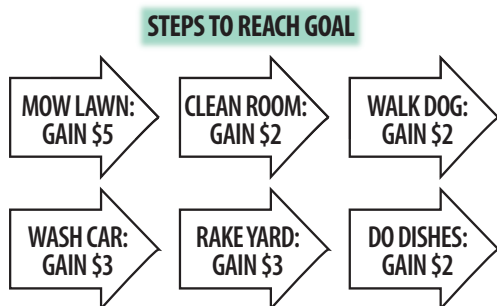 STEPS TO REACH GOAL
MOW LAWN:
GAIN $5
CLEAN ROOM:
GAIN $2
WALK DOG:
GAIN $2
WASH CAR:
GAIN $3
RAKE YARD:
GAIN $3
DO DISHES:
GAIN $2